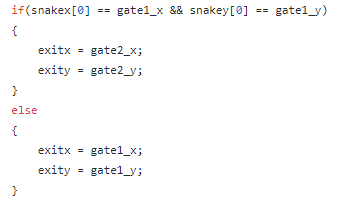 if(snakex[0] == gate1_x && snakey[0] == gate1_y)
{
    exitx = gate2_x;
    exity = gate2_y;
}
else
{
    exitx = gate1_x;
    exity = gate1_y;
}